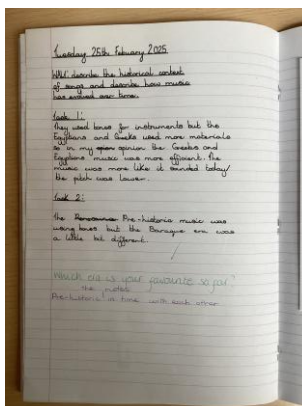 Tuesday 25th Febuary 2025
WALT: describe the historical context
of songs and describe how music
has evolved over time.
Task 1:
They used bones for instruments but the
Egyptians and Greeks used more materials
so in my opinion the Greeks and
Egyptians music was more efficient. The
music was more like it sounded today/
the pitch was lower.
Task 2:
The Pre-historic music was
using bones but the Baroque era was
a little bit different.
Which era is your favourite so far?
the notes
Pre-historic in tune with each other